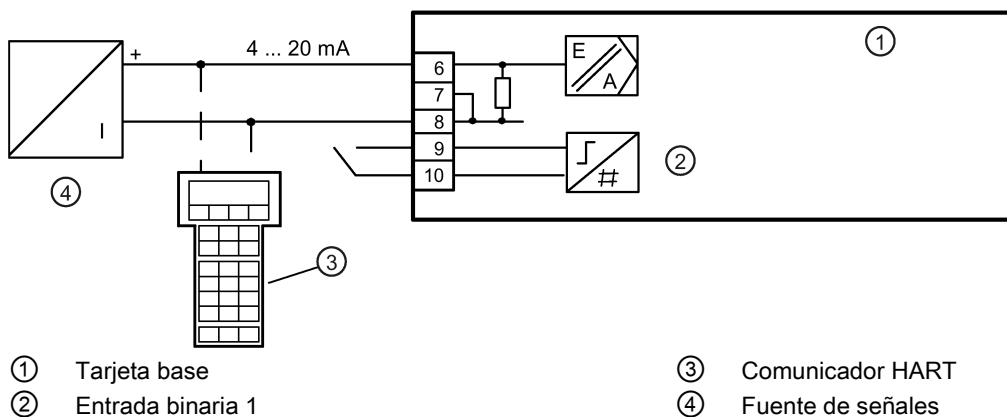 +
4 ... 20 mA
I
6
7
8
9
10
E
A
#
①
②
③
④
① Tarjeta base
② Entrada binaria 1
③ Comunicador HART
④ Fuente de señales